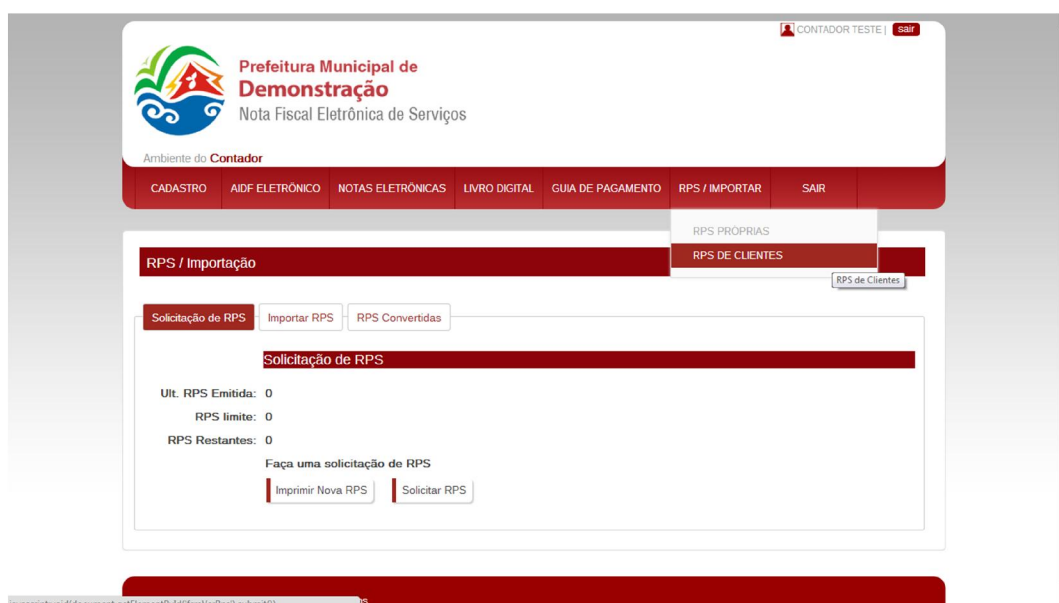 CONTADOR TESTE | sair
Prefeitura Municipal de
Demonstração
Nota Fiscal Eletrônica de Serviços
Ambiente do Contador
CADASTRO AIDF ELETRÔNICO NOTAS ELETRÔNICAS LIVRO DIGITAL GUIA DE PAGAMENTO RPS / IMPORTAR SAIR
RPS PRÓPRIAS
RPS DE CLIENTES
RPS de Clientes
RPS / Importação
Solicitação de RPS Importar RPS RPS Convertidas
Solicitação de RPS
Ult. RPS Emitida: 0
RPS limite: 0
RPS Restantes: 0
Faça uma solicitação de RPS
Imprimir Nova RPS Solicitar RPS